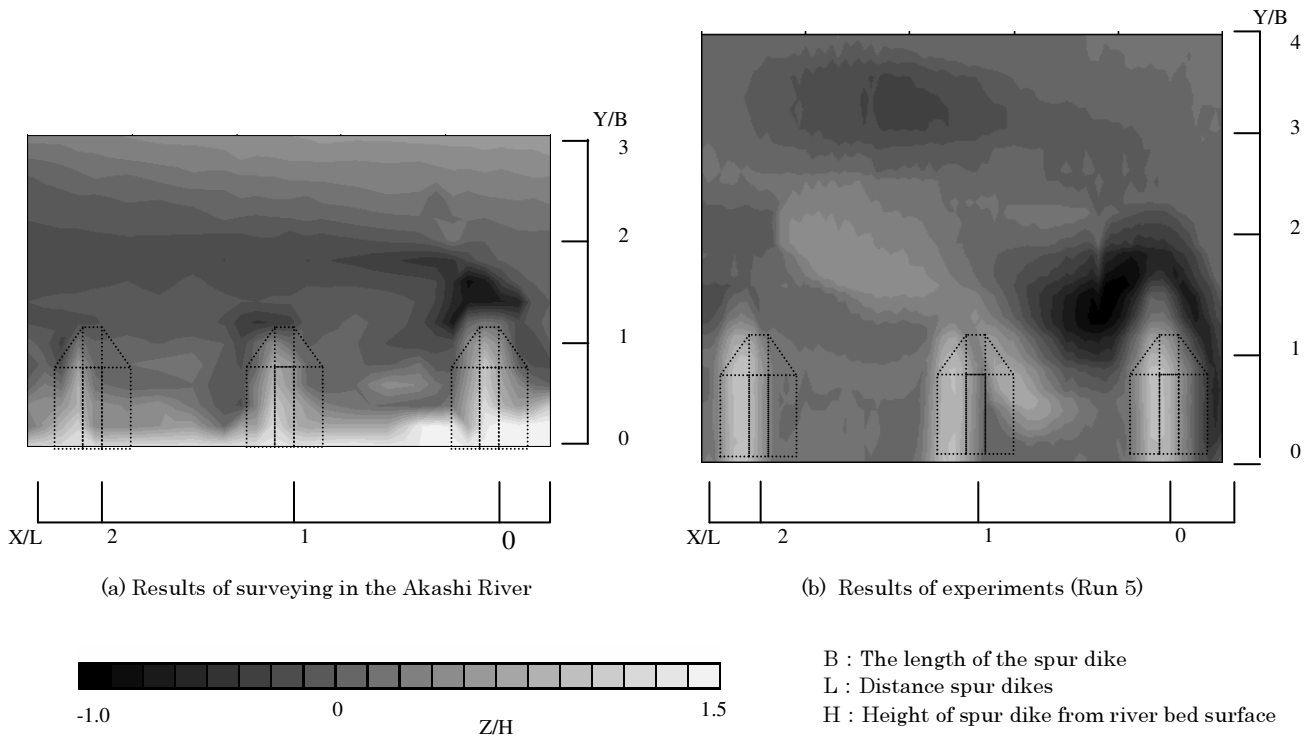 Y/B
3
2
1
0
X/L
2
1
0
(a) Results of surveying in the Akashi River
Y/B
4
3
2
1
0
X/L
2
1
0
(b) Results of experiments (Run 5)
-1.0
0
1.5
Z/H
B : The length of the spur dike
L : Distance spur dikes
H : Height of spur dike from river bed surface